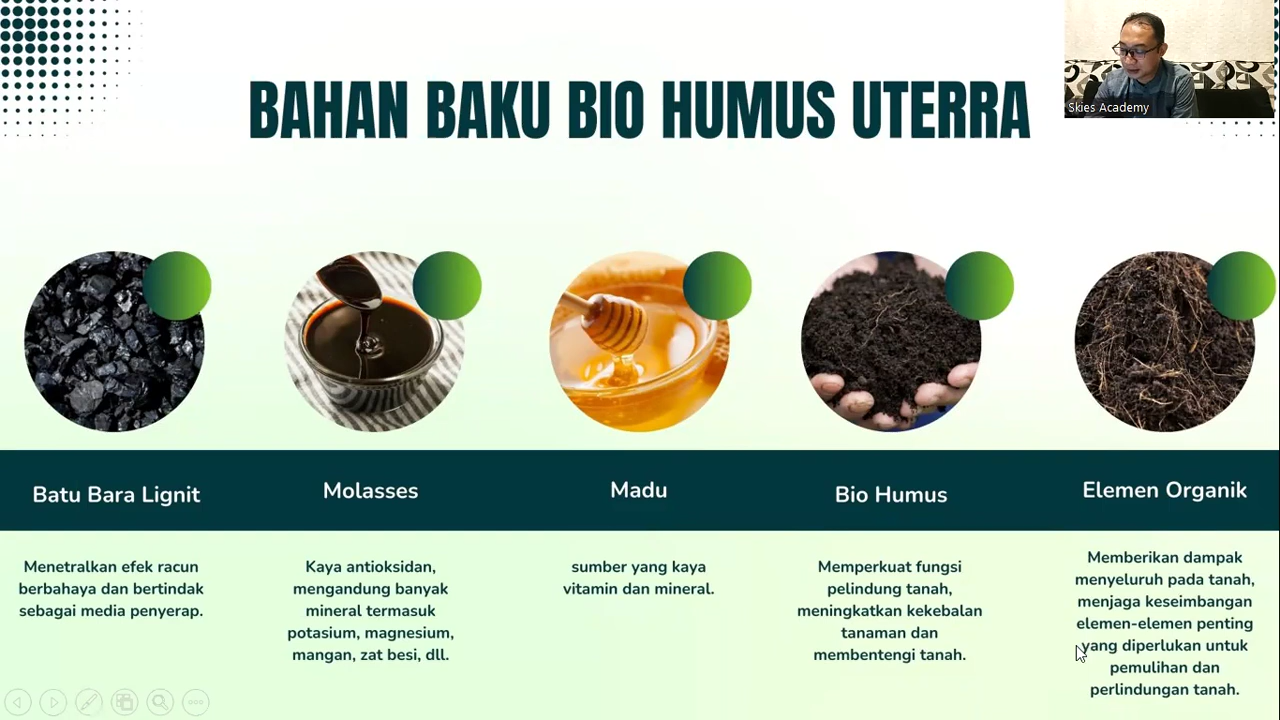 BAHAN BAKU BIO HUMUS UTERRA
Skies Academy
Batu Bara Lignit
Menetralkan efek racun
berbahaya dan bertindak
sebagai media penyerap.
Molasses
Kaya antioksidan,
mengandung banyak
mineral termasuk
potasium, magnesium,
mangan, zat besi, dll.
Madu
sumber yang kaya
vitamin dan mineral.
Bio Humus
Memperkuat fungsi
pelindung tanah,
meningkatkan kekebalan
tanaman dan
membentengi tanah.
Elemen Organik
Memberikan dampak
menyeluruh pada tanah,
menjaga keseimbangan
elemen-elemen penting
yang diperlukan untuk
pemulihan dan
perlindungan tanah.